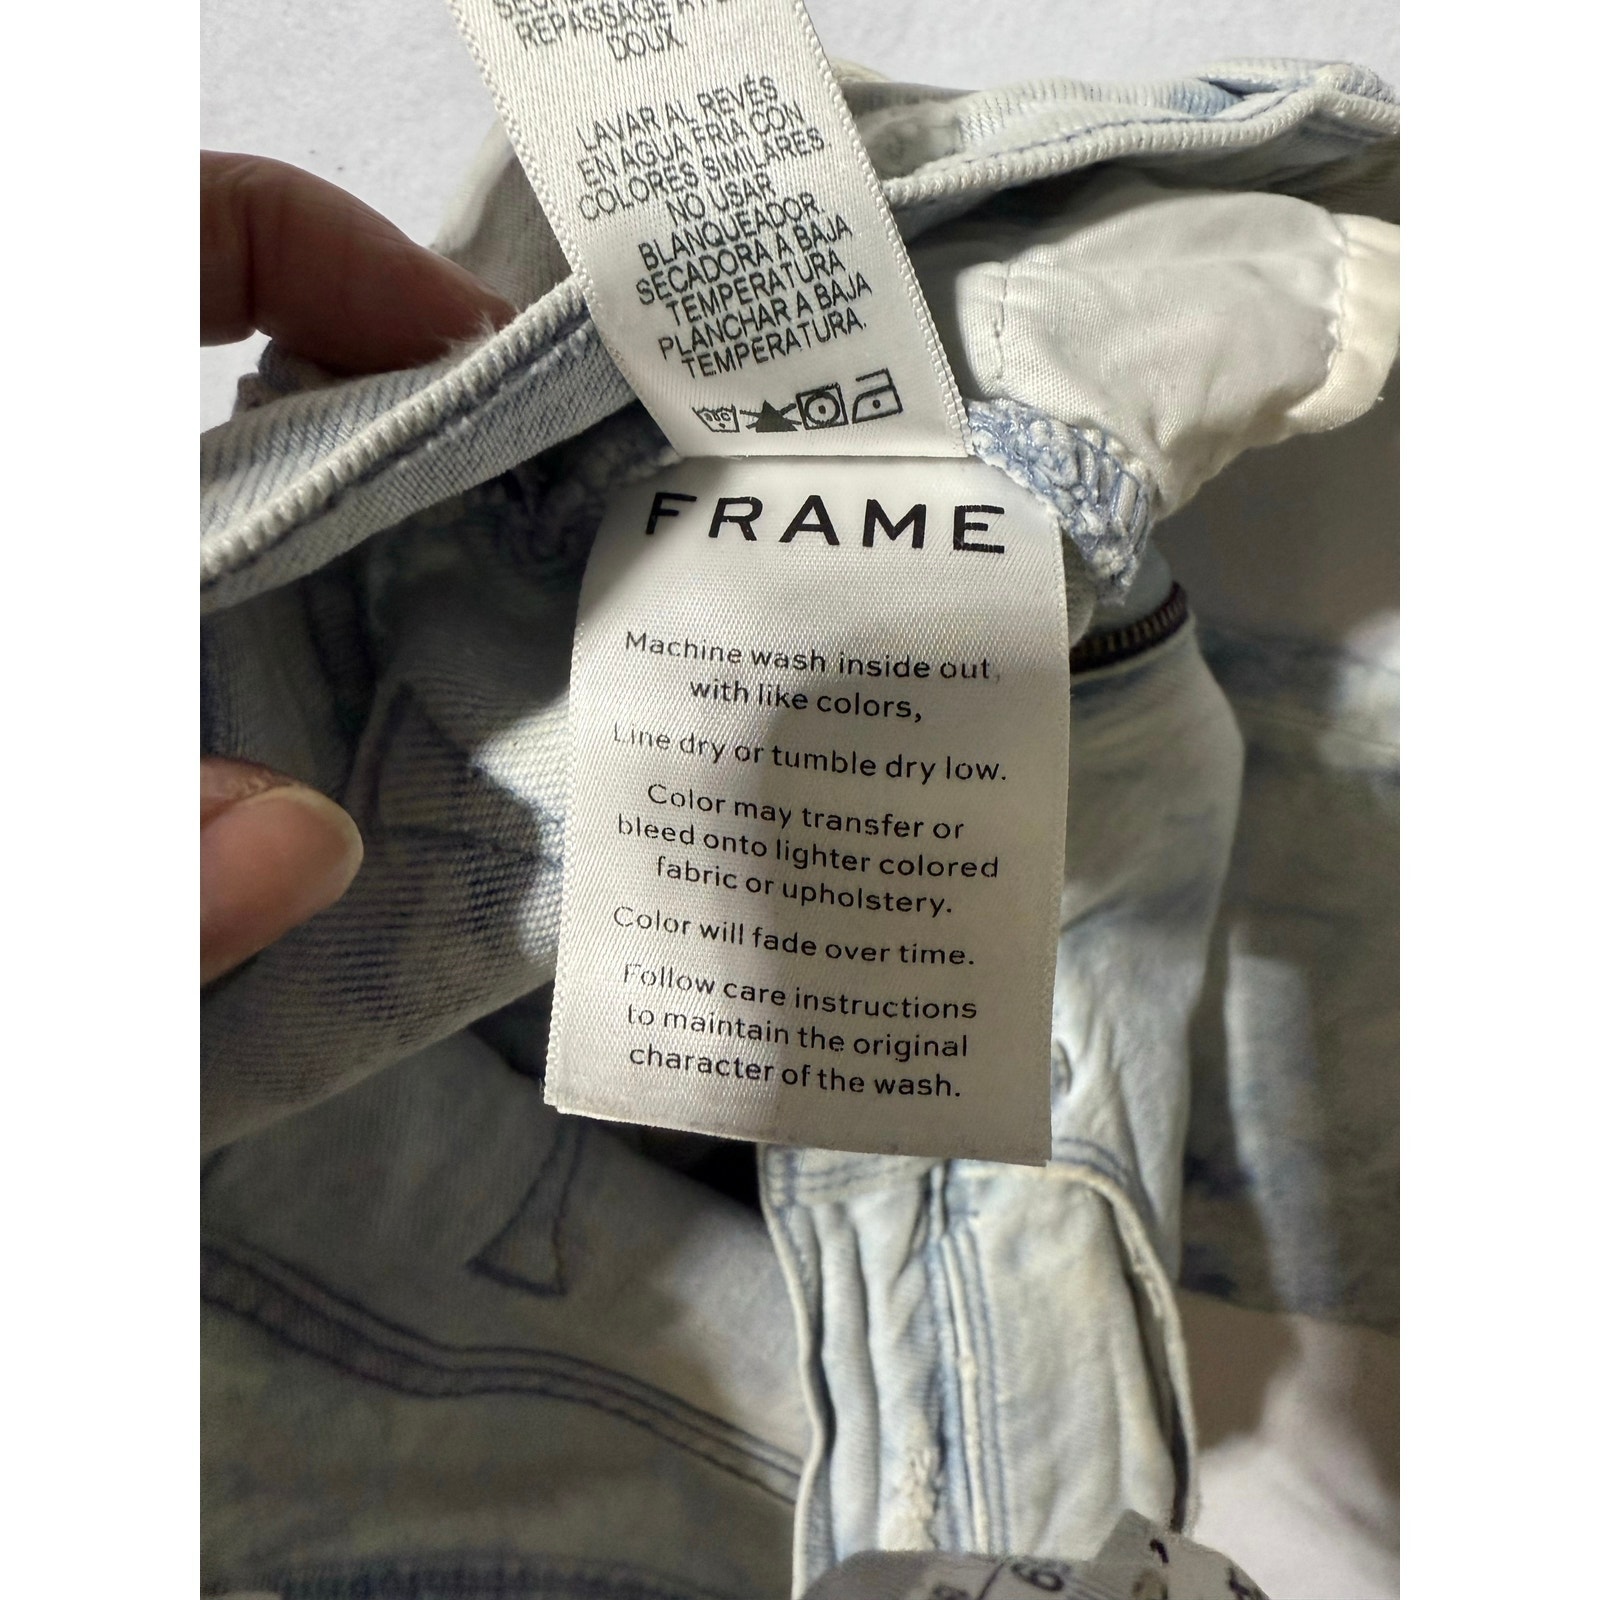 REPASSAGE A
DOUX
LAVAR AL REVÉS
EN AGUA FRIA CON
COLORES SIMILARES
NO USAR
BLANQUEADOR
SECADORA A BAJA
TEMPERATURA
PLANCHAR A BAJA
TEMPERATURA.
FRAME
Machine wash inside out,
with like colors,
Line dry or tumble dry low.
Color may transfer or
bleed onto lighter colored
fabric or upholstery.
Color will fade over time.
Follow care instructions
to maintain the original
character of the wash.